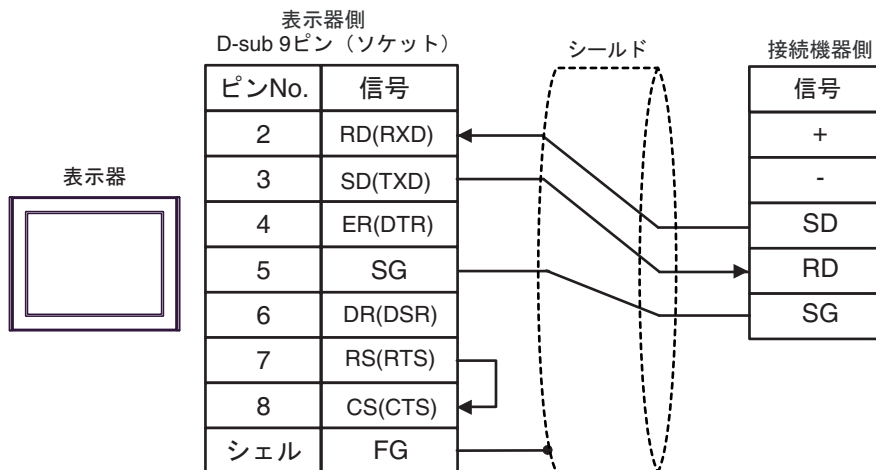 表示器側
D-sub 9ピン（ソケット）
シールド
接続機器側
ピンNo. 信号
信号
2 RD(RXD)
+
3 SD(TXD)
-
表示器
4 ER(DTR)
SD
5 SG
RD
6 DR(DSR)
SG
7 RS(RTS)
8 CS(CTS)
シェル FG